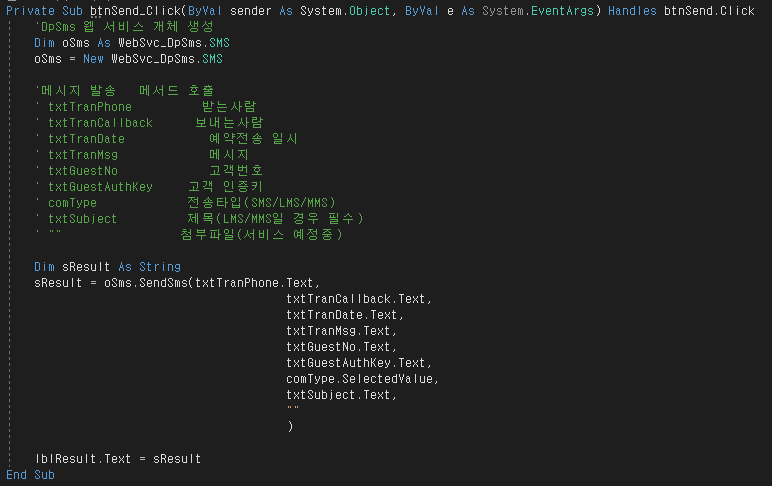 Private Sub btnSend_Click(ByVal sender As System.Object, ByVal e As System.EventArgs) Handles btnSend.Click
'DpSms 웹 서비스 개체 생성
Dim oSms As WebSvc_DpSms.SMS
oSms = New WebSvc_DpSms.SMS
'메시지 발송 메서드 호출
' txtTranPhone 받는사람
' txtTranCallback 보내는사람
' txtTranDate 예약전송 일시
' txtTranMsg 메시지
' txtGuestNo 고객번호
' txtGuestAuthKey 고객 인증키
' comType 전송타입(SMS/LMS/MMS)
' txtSubject 제목(LMS/MMS일 경우 필수)
' "" 첨부파일(서비스 예정중)
Dim sResult As String
sResult = oSms.SendSms(txtTranPhone.Text,
txtTranCallback.Text,
txtTranDate.Text,
txtTranMsg.Text,
txtGuestNo.Text,
txtGuestAuthKey.Text,
comType.SelectedValue,
txtSubject.Text,
""
)
lblResult.Text = sResult
End Sub